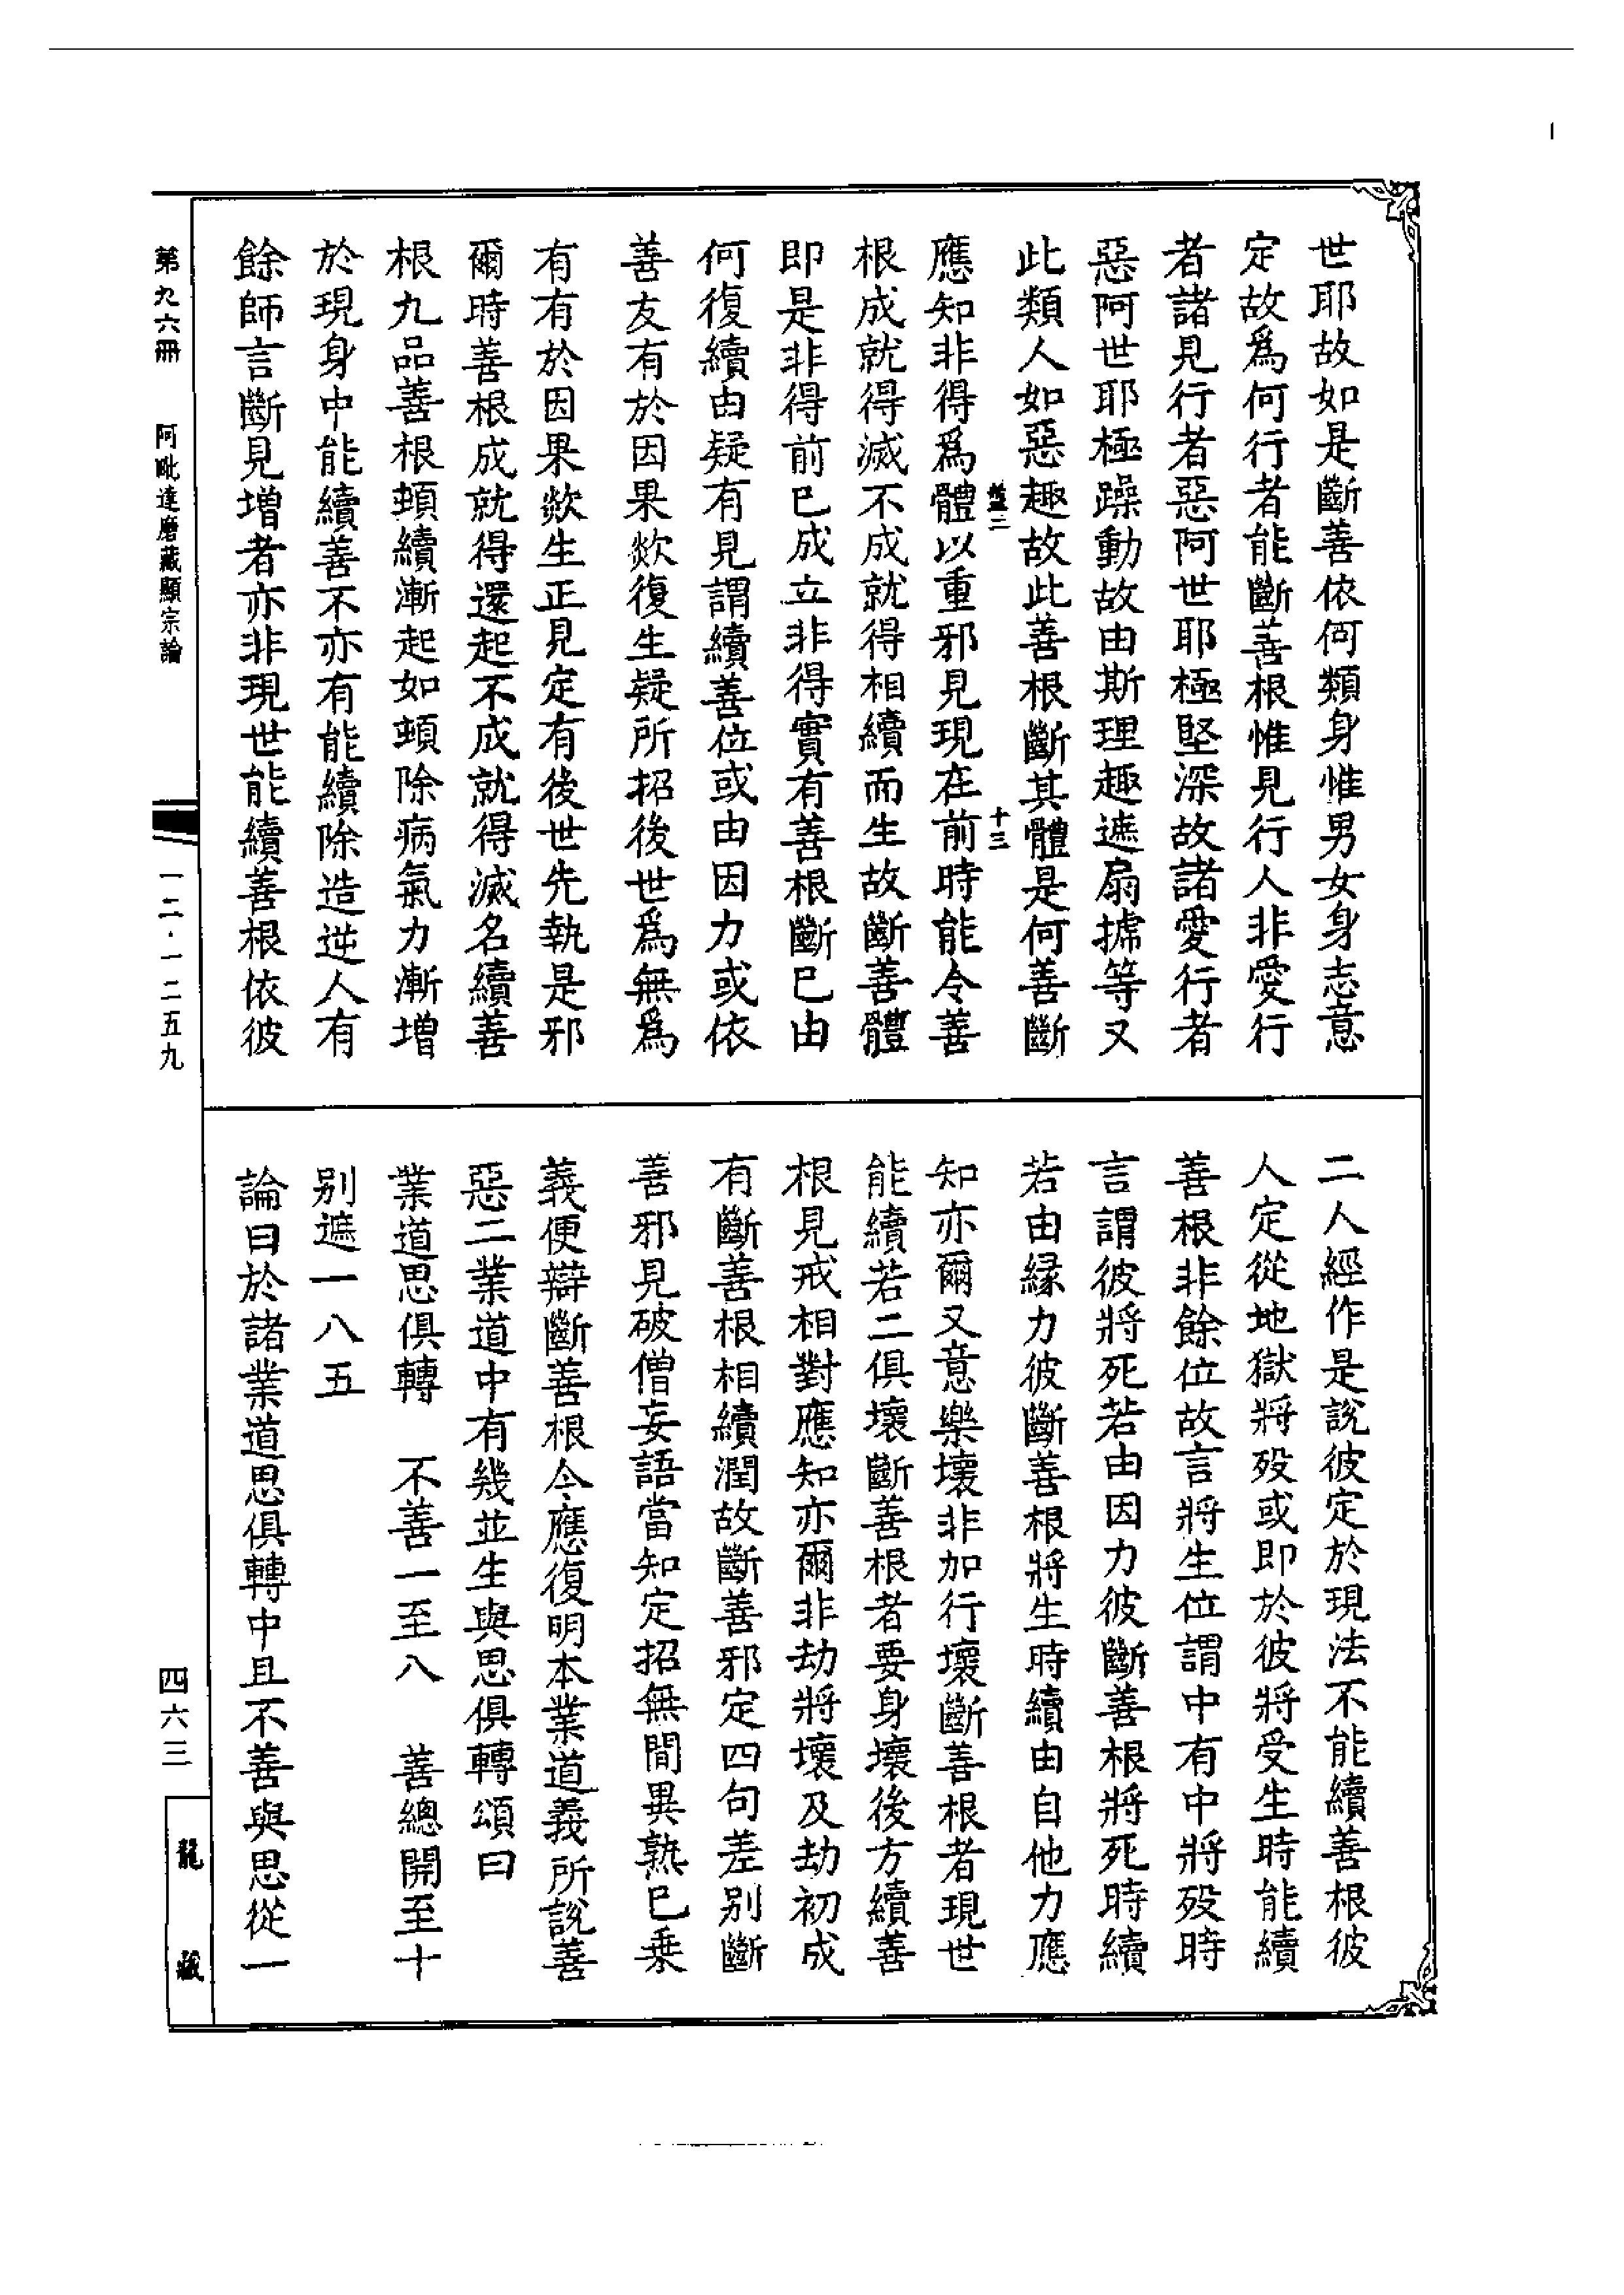 世耶故如是斷善依何類身惟男女身志意
定故爲何行者能斷善根惟見行人非愛行
者諸見行者惡阿世耶極堅深故諸愛行者
惡阿世耶極躁動故由斯理趣遮扇搋等又
此類人如惡趣故此善根斷其體是何善斷
十三
應知非得爲體以重邪見現在前時能令善
根成就得滅不成就得相續而生故斷善體
即是非得前已成立非得實有善根斷已由
何復續由疑有見謂續善位或由因力或依
善友有於因果欻復生疑所招後世爲無爲
有有於因果欻生正見定有後世先執是邪
爾時善根成就得還起不成就得滅名續善
根九品善根頓續漸起如頓除病氣力漸增
於現身中能續善不亦有能續除造逆人有
餘師言斷見增者亦非現世能續善根依彼
二人經作是說彼定於現法不能續善根彼
人定從地獄將歿或即於彼將受生時能續
善根非餘位故言將生位謂中有中將歿時
言謂彼將死若由因力彼斷善根將死時續
若由緣力彼斷善根將生時續由自他力應
知亦爾又意樂壞非加行壞斷善根者現世
能續若二俱壞斷善根者要身壞後方續善
根見戒相對應知亦爾非劫將壞及劫初成
有斷善根相續潤故斷善邪定四句差別斷
善邪見破僧妄語當知定招無間異熟已乘
義便辯斷善根今應復明本業道義所說善
惡二業道中有幾並生與思俱轉頌曰
業道思俱轉　不善一至八　善總開至十
別遮一八五
論曰於諸業道思俱轉中且不善與思從一
第九六冊　阿毗達磨藏顯宗論
一二·一二五九
四六三
龍藏